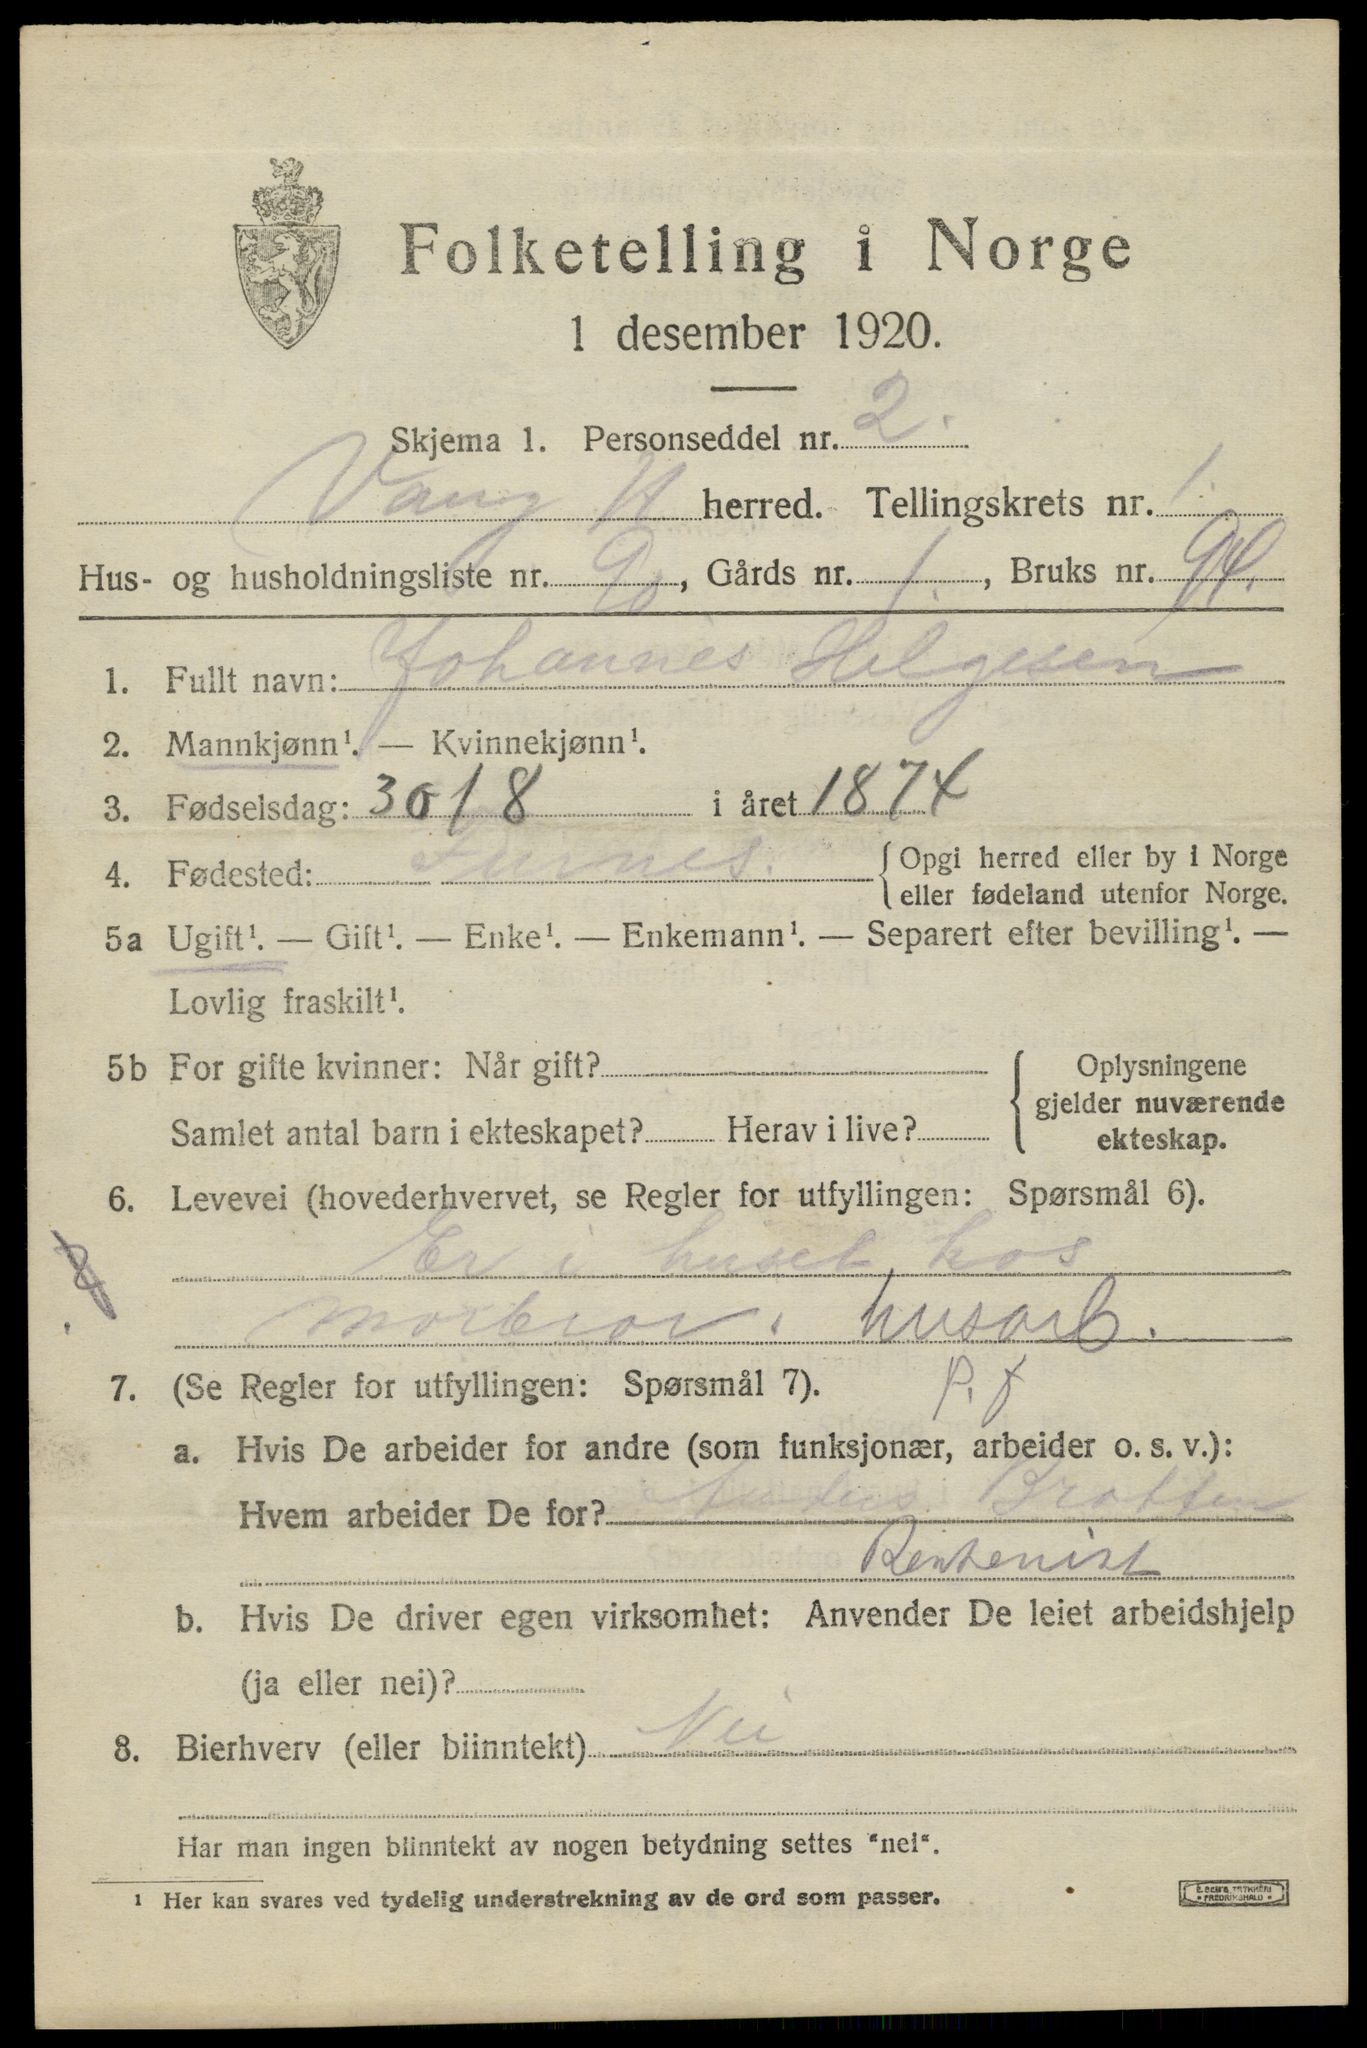 Folketelling i Norge
1 desember 1920.
Skjema 1. Personseddel nr. 2.
Vang H herred. Tellingskrets nr. 1.
Hus- og husholdningsliste nr. 90, Gårds nr. 1., Bruks nr. 94.
1. Fullt navn: Johannes Helgesen
2. Mannkjønn¹. — Kvinnekjønn¹.
3. Fødselsdag: 30/8 i året 1874
4. Fødested: Furnes. { Opgi herred eller by i Norge
eller fødeland utenfor Norge.
5a Ugift¹. — Gift¹. — Enke¹. — Enkemann¹. — Separert efter bevilling¹. —
Lovlig fraskilt¹.
5b For gifte kvinner: Når gift?
Samlet antal barn i ekteskapet? Herav i live?
Oplysningene
gjelder nuværende
ekteskap.
6. Levevei (hovederhvervet, se Regler for utfyllingen: Spørsmål 6).
Er i huset hos
morbror. husarb.
7. (Se Regler for utfyllingen: Spørsmål 7). P. f
a. Hvis De arbeider for andre (som funksjonær, arbeider o. s. v.):
Hvem arbeider De for? Bratten
Rentenist
b. Hvis De driver egen virksomhet: Anvender De leiet arbeidshjelp
(ja eller nei)?
8. Bierhverv (eller biinntekt) Nei
Har man ingen biinntekt av nogen betydning settes "nei".
1 Her kan svares ved tydelig understrekning av de ord som passer.